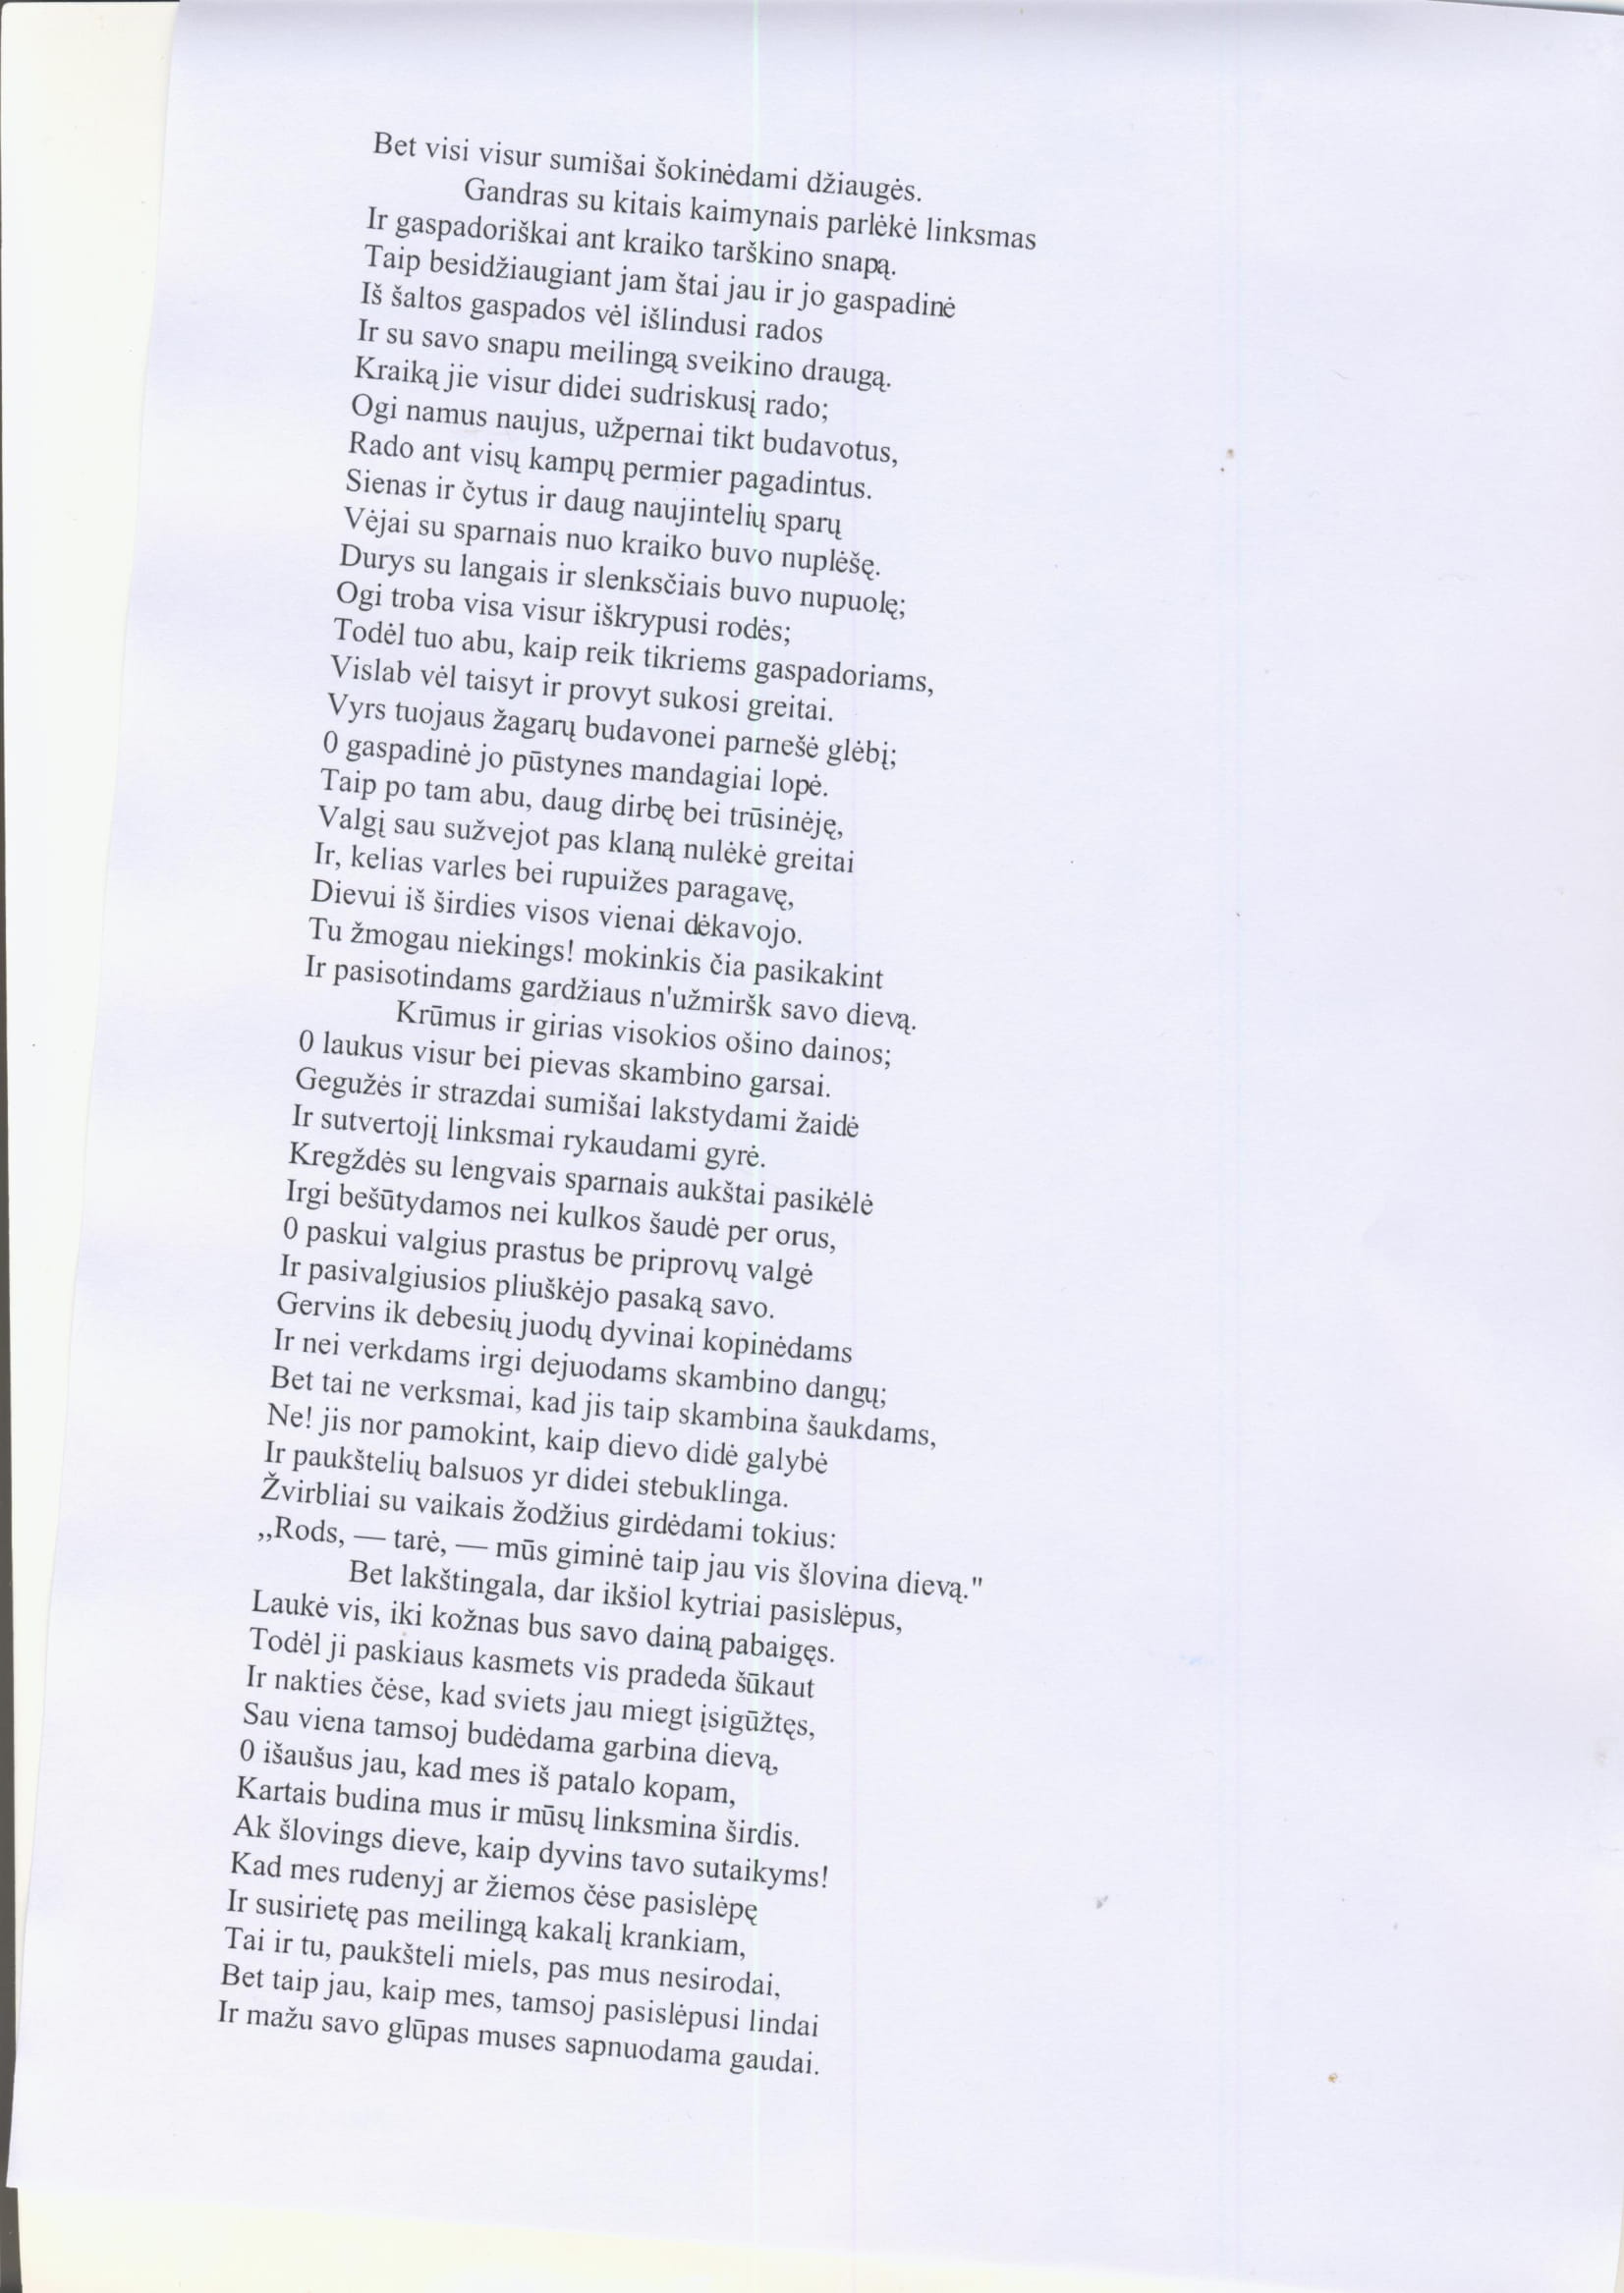 Bet visi visur sumišai šokinėdami džiaugės.
Gandras su kitais kaimynais parlėkė linksmas
Ir gaspadoriškai ant kraiko tarškino snapą.
Taip besidžiaugiant jam štai jau ir jo gaspadinė
Iš šaltos gaspados vėl išlindusi rados
Ir su savo snapu meilingą sveikino draugą.
Kraiką jie visur didei sudriskusį rado;
Ogi namus naujus, užpernai tikt budavotus,
Rado ant visų kampų permier pagadintus.
Sienas ir čytus ir daug naujintelių sparų
Vėjai su sparnais nuo kraiko buvo nuplėšę.
Durys su langais ir slenksčiais buvo nupuolę;
Ogi troba visa visur iškrypusi rodės;
Todėl tuo abu, kaip reik tikriems gaspadoriams,
Vislab vėl taisyt ir provyt sukosi greitai.
Vyrs tuojaus žagarų budavonei parnešė glėbį;
0 gaspadinė jo pūstynes mandagiai lopė.
Taip po tam abu, daug dirbę bei trūsinėję,
Valgį sau sužvejot pas klaną nulėkė greitai
Ir, kelias varles bei rupuižes paragavę,
Dievui iš širdies visos vienai dėkavojo.
Tu žmogau niekings! mokinkis čia pasikakint
Ir pasisotindams gardžiaus n'užmiršk savo dievą.
Krūmus ir girias visokios ošino dainos;
0 laukus visur bei pievas skambino garsai.
Gegužės ir strazdai sumišai lakstydami žaidė
Ir sutvertojį linksmai rykaudami gyrė.
Kregždės su lengvais sparnais aukštai pasikėlė
Irgi bešūtydamos nei kulkos šaudė per orus,
0 paskui valgius prastus be priprovų valgė
Ir pasivalgiusios pliuškėjo pasaką savo.
Gervins ik debesių juodų dyvinai kopinėdams
Ir nei verkdams irgi dejuodams skambino dangų;
Bet tai ne verksmai, kad jis taip skambina šaukdams,
Ne! jis nor pamokint, kaip dievo didė galybė
Ir paukštelių balsuos yr didei stebuklinga.
Žvirbliai su vaikais žodžius girdėdami tokius:
,,Rods, — tarė, — mūs giminė taip jau vis šlovina dievą."
Bet lakštingala, dar ikšiol kytriai pasislėpus,
Laukė vis, iki kožnas bus savo dainą pabaigęs.
Todėl ji paskiaus kasmets vis pradeda šūkaut
Ir nakties čėse, kad sviets jau miegt įsigūžtęs,
Sau viena tamsoj budėdama garbina dievą,
0 išaušus jau, kad mes iš patalo kopam,
Kartais budina mus ir mūsų linksmina širdis.
Ak šlovings dieve, kaip dyvins tavo sutaikyms!
Kad mes rudenyj ar žiemos čėse pasislėpę
Ir susirietę pas meilingą kakalį krankiam,
Tai ir tu, paukšteli miels, pas mus nesirodai,
Bet taip jau, kaip mes, tamsoj pasislėpusi lindai
Ir mažu savo glūpas muses sapnuodama gaudai.